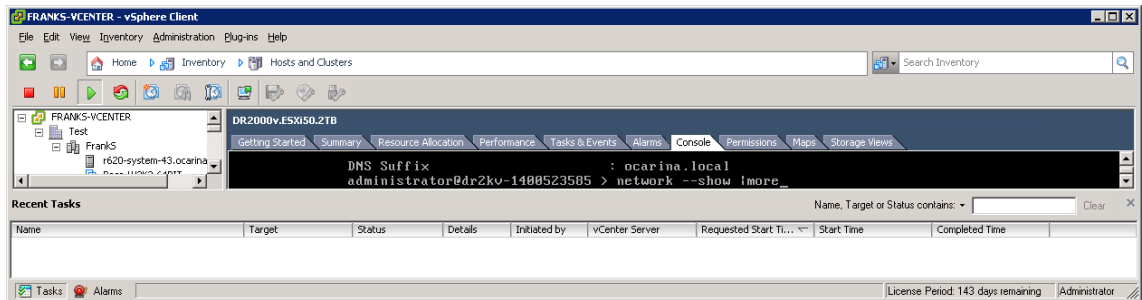 FRANKS-VCENTER - vSphere Client
File Edit View Inventory Administration Plug-ins Help
Home Inventory Hosts and Clusters Search Inventory
FRANKS-VCENTER
Test
FrankS
r620-system-43.ocarina
DR2000v.ESXi50.2TB
Getting Started Summary Resource Allocation Performance Tasks & Events Alarms Console Permissions Maps Storage Views
DNS Suffix : ocarina.local
administrator@dr2kv-1400523585 > network --show |more_
Recent Tasks Name, Target or Status contains: Clear
Name Target Status Details Initiated by vCenter Server Requested Start Ti... Start Time Completed Time
Tasks Alarms License Period: 143 days remaining Administrator